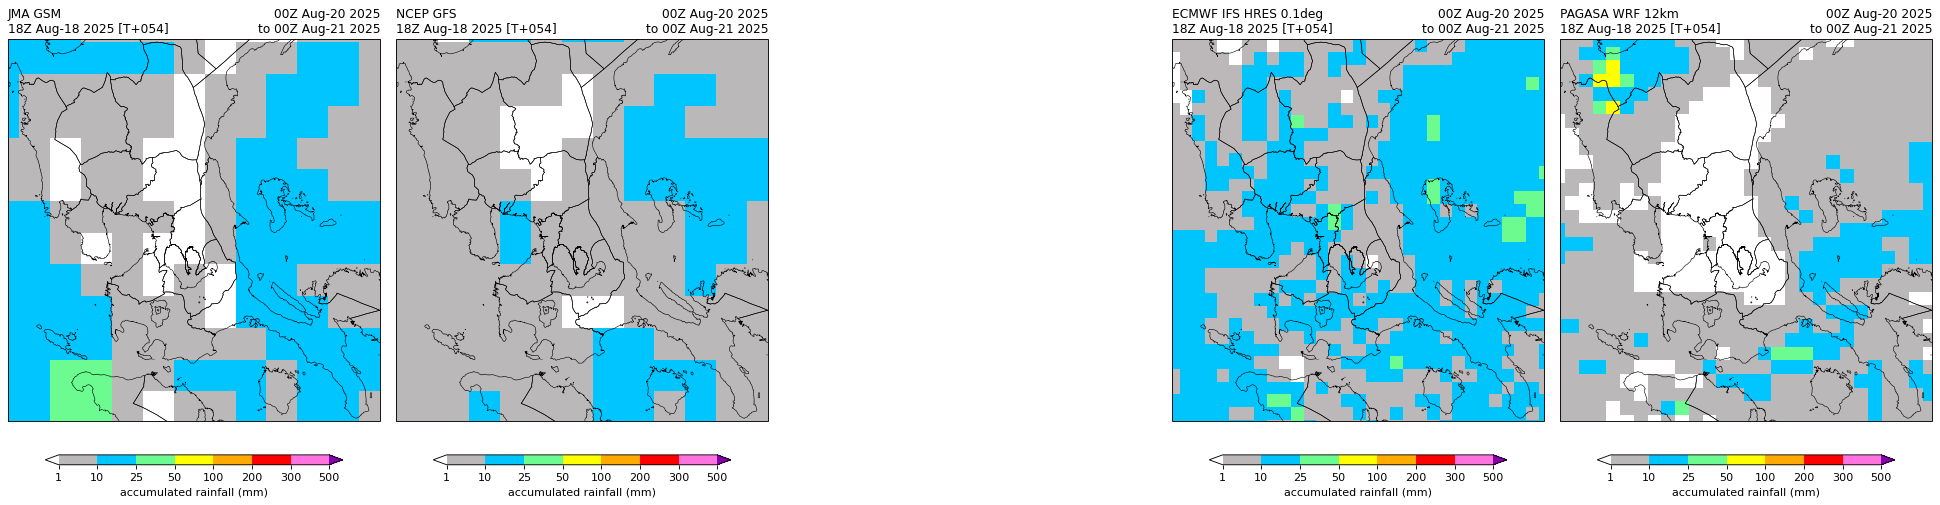 JMA GSM 00Z Aug-20 2025
18Z Aug-18 2025 [T+054] to 00Z Aug-21 2025
1 10 25 50 100 200 300 500
accumulated rainfall (mm)
NCEP GFS 00Z Aug-20 2025
18Z Aug-18 2025 [T+054] to 00Z Aug-21 2025
1 10 25 50 100 200 300 500
accumulated rainfall (mm)
ECMWF IFS HRES 0.1deg 00Z Aug-20 2025
18Z Aug-18 2025 [T+054] to 00Z Aug-21 2025
1 10 25 50 100 200 300 500
accumulated rainfall (mm)
PAGASA WRF 12km 00Z Aug-20 2025
18Z Aug-18 2025 [T+054] to 00Z Aug-21 2025
1 10 25 50 100 200 300 500
accumulated rainfall (mm)